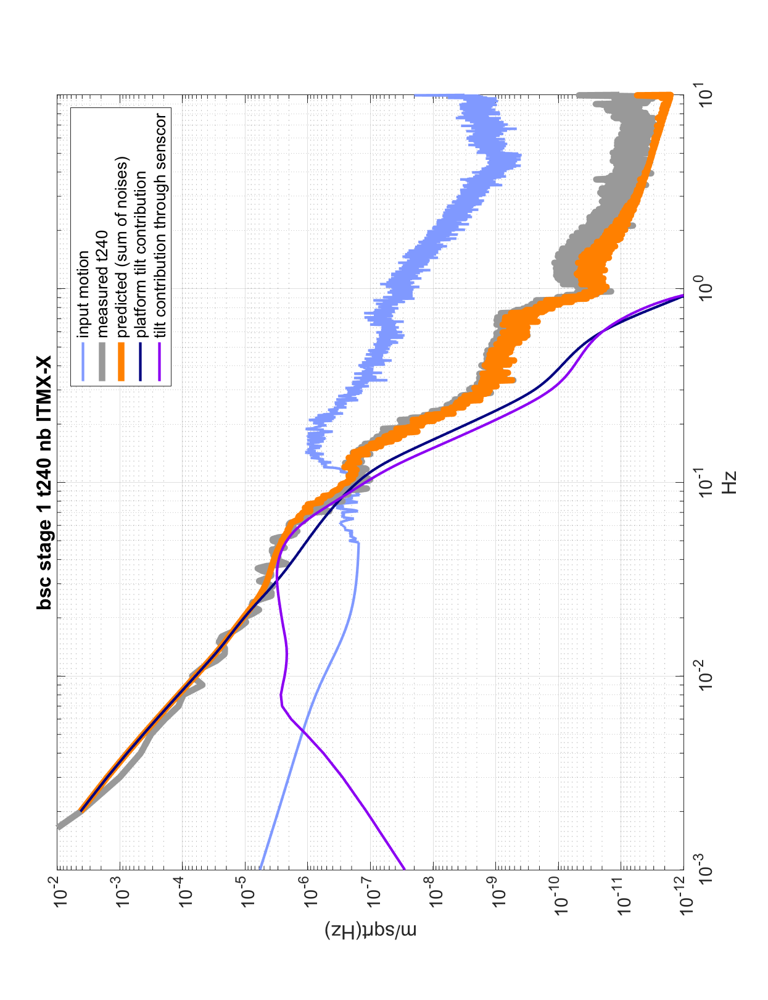 bsc stage 1 t240 nb ITMX-X
input motion
measured t240
predicted (sum of noises)
platform tilt contribution
tilt contribution through senscor
m/sqrt(Hz)
10^-2
10^-3
10^-4
10^-5
10^-6
10^-7
10^-8
10^-9
10^-10
10^-11
10^-12
10^-3
10^-2
10^-1
10^0
10^1
Hz